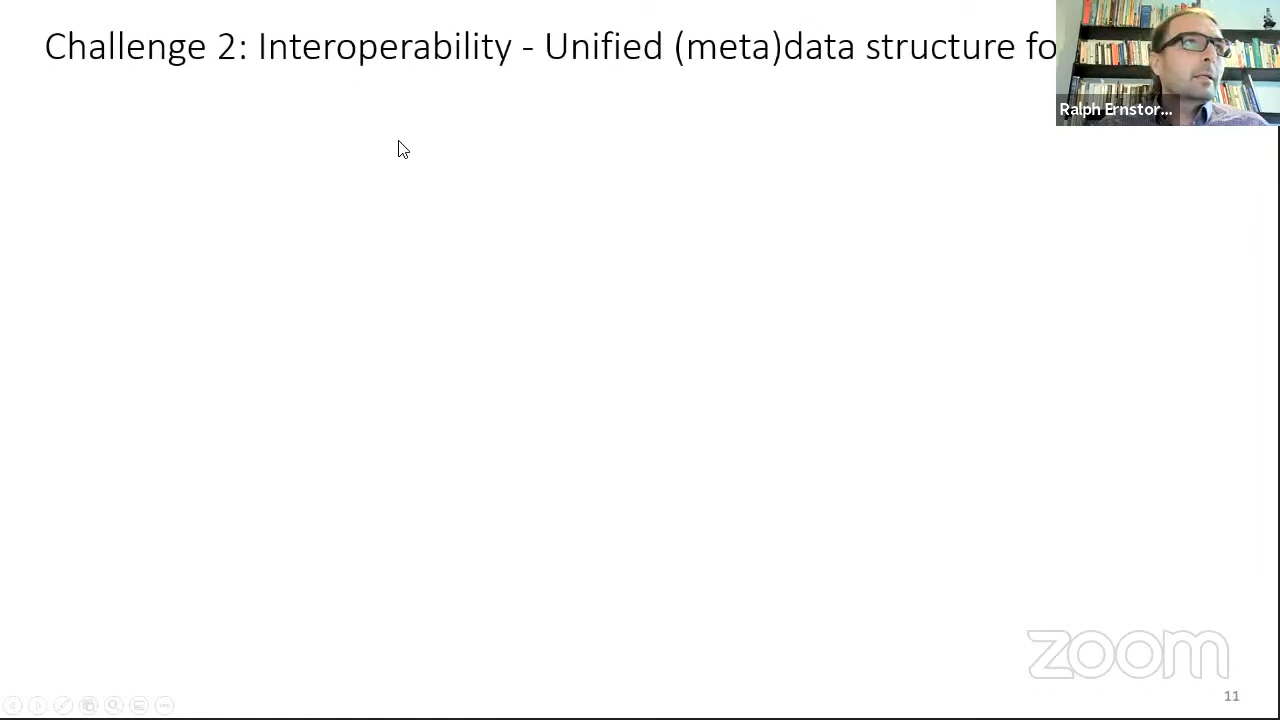 Challenge 2: Interoperability - Unified (meta)data structure fo
Ralph Ernstor...
zoom
11